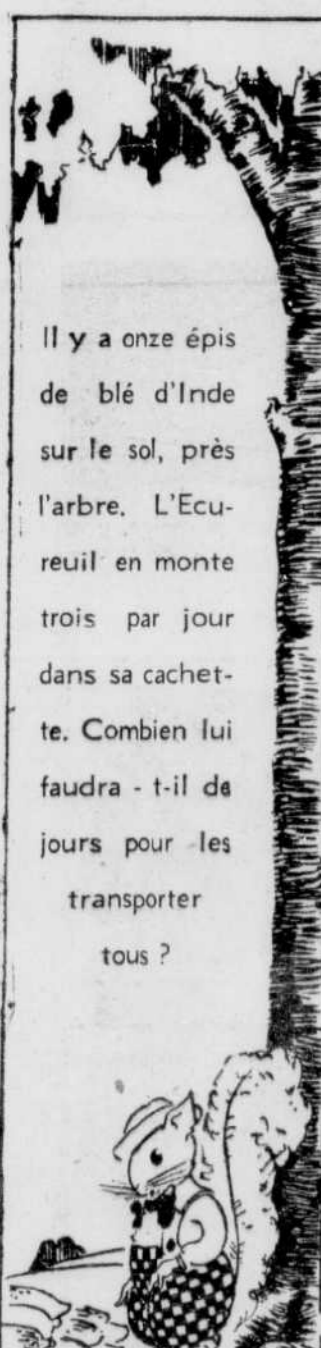 Il y a onze épis
de blé d'Inde
sur le sol, près
l'arbre. L'Ecu-
reuil en monte
trois par jour
dans sa cachet-
te. Combien lui
faudra - t-il de
jours pour les
transporter
tous ?